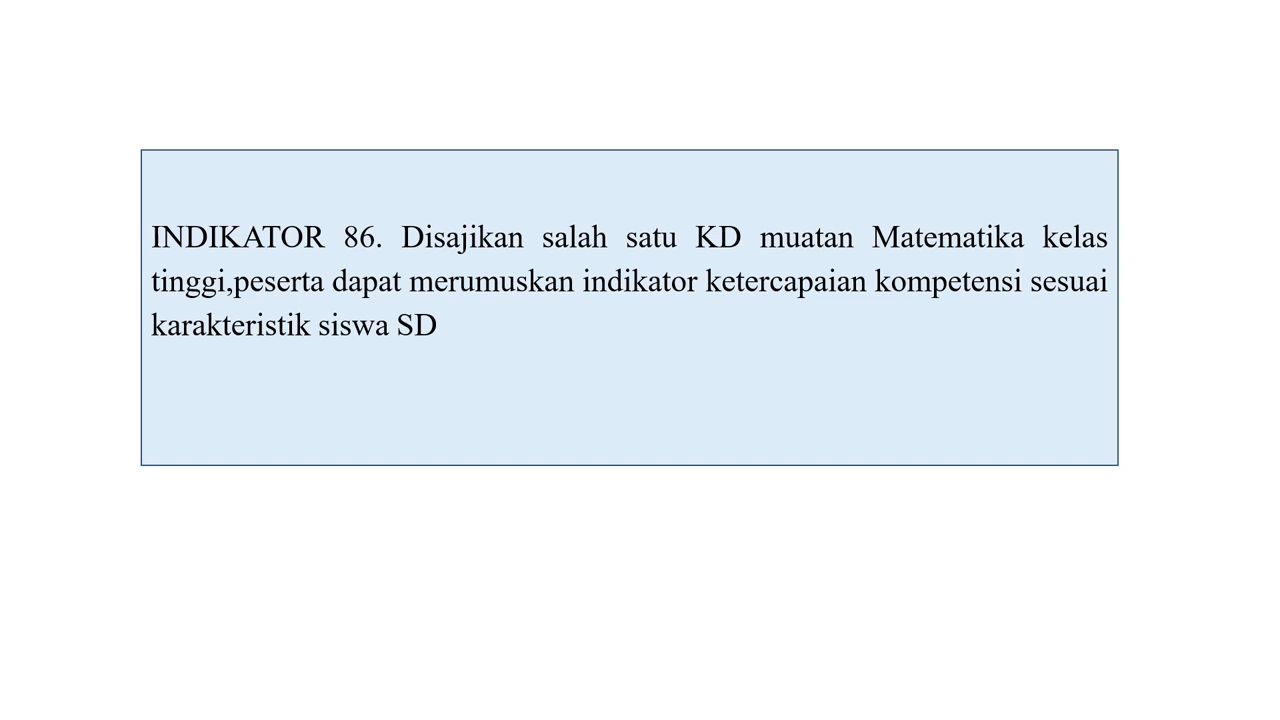 INDIKATOR 86. Disajikan salah satu KD muatan Matematika kelas
tinggi,peserta dapat merumuskan indikator ketercapaian kompetensi sesuai
karakteristik siswa SD